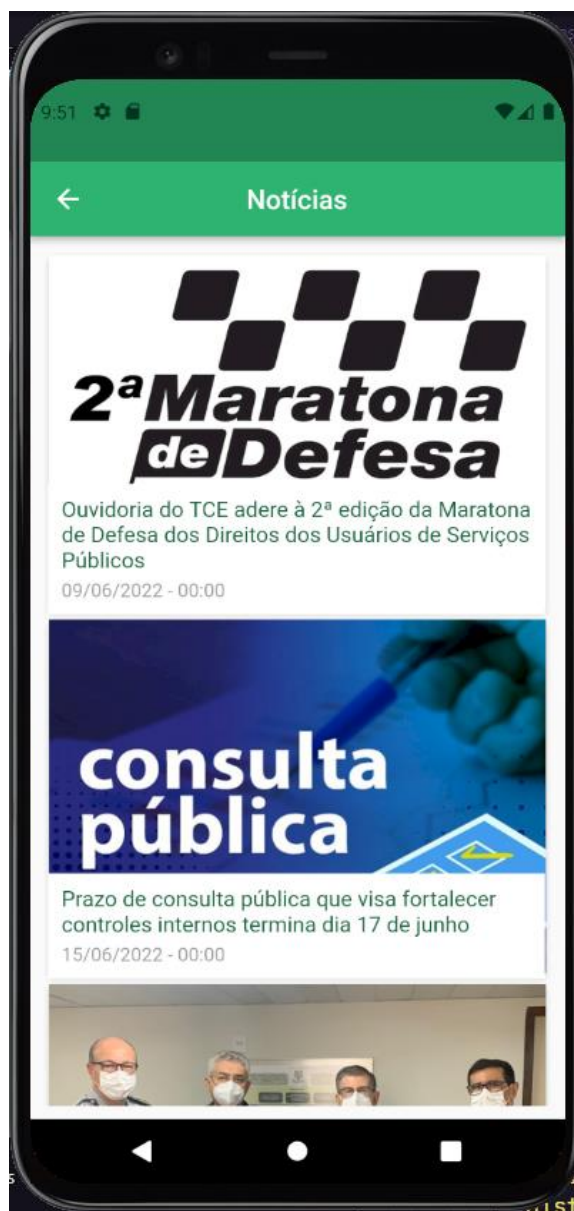 9:51
Notícias
2ª Maratona
de Defesa
Ouvidoria do TCE adere à 2ª edição da Maratona
de Defesa dos Direitos dos Usuários de Serviços
Públicos
09/06/2022 - 00:00
consulta
pública
Prazo de consulta pública que visa fortalecer
controles internos termina dia 17 de junho
15/06/2022 - 00:00